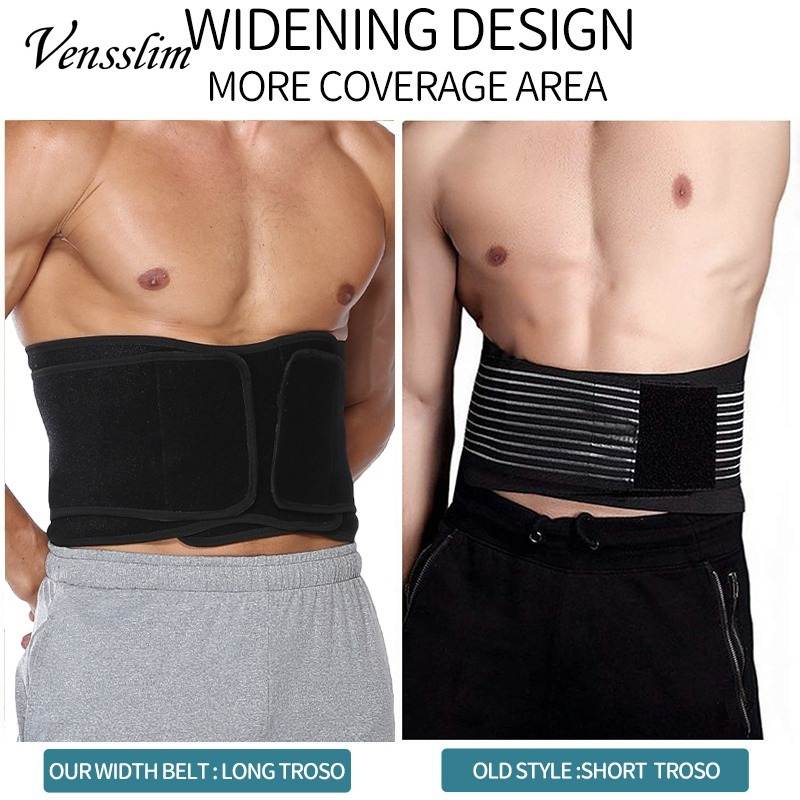 Vensslim
WIDENING DESIGN
MORE COVERAGE AREA
OUR WIDTH BELT : LONG TROSO
OLD STYLE :SHORT TROSO